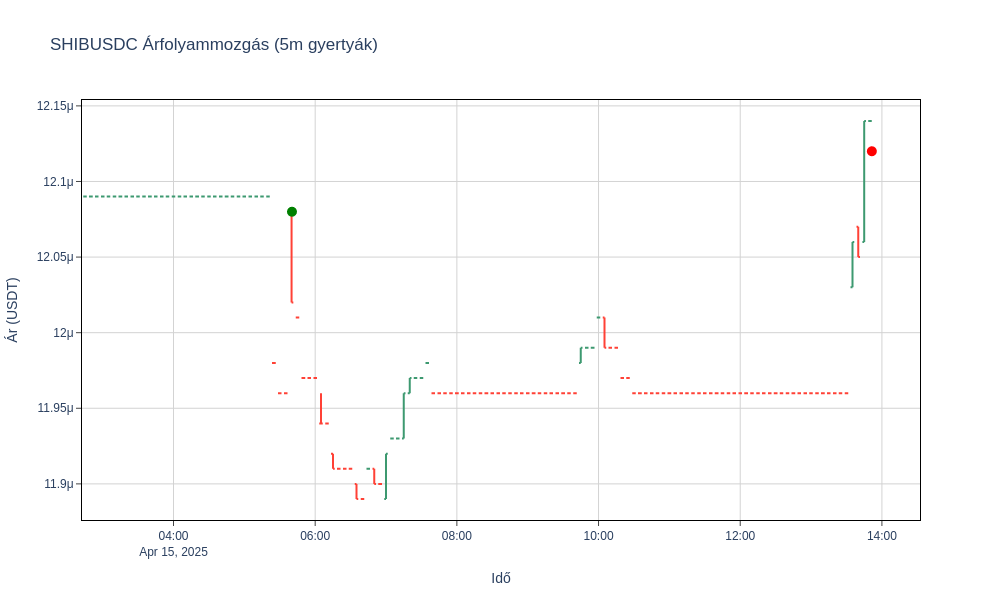 SHIBUSDC Árfolyammozgás (5m gyertyák)
12.15μ
12.1μ
12.05μ
12μ
11.95μ
11.9μ
Ár (USDT)
04:00 06:00 08:00 10:00 12:00 14:00
Apr 15, 2025
Idő